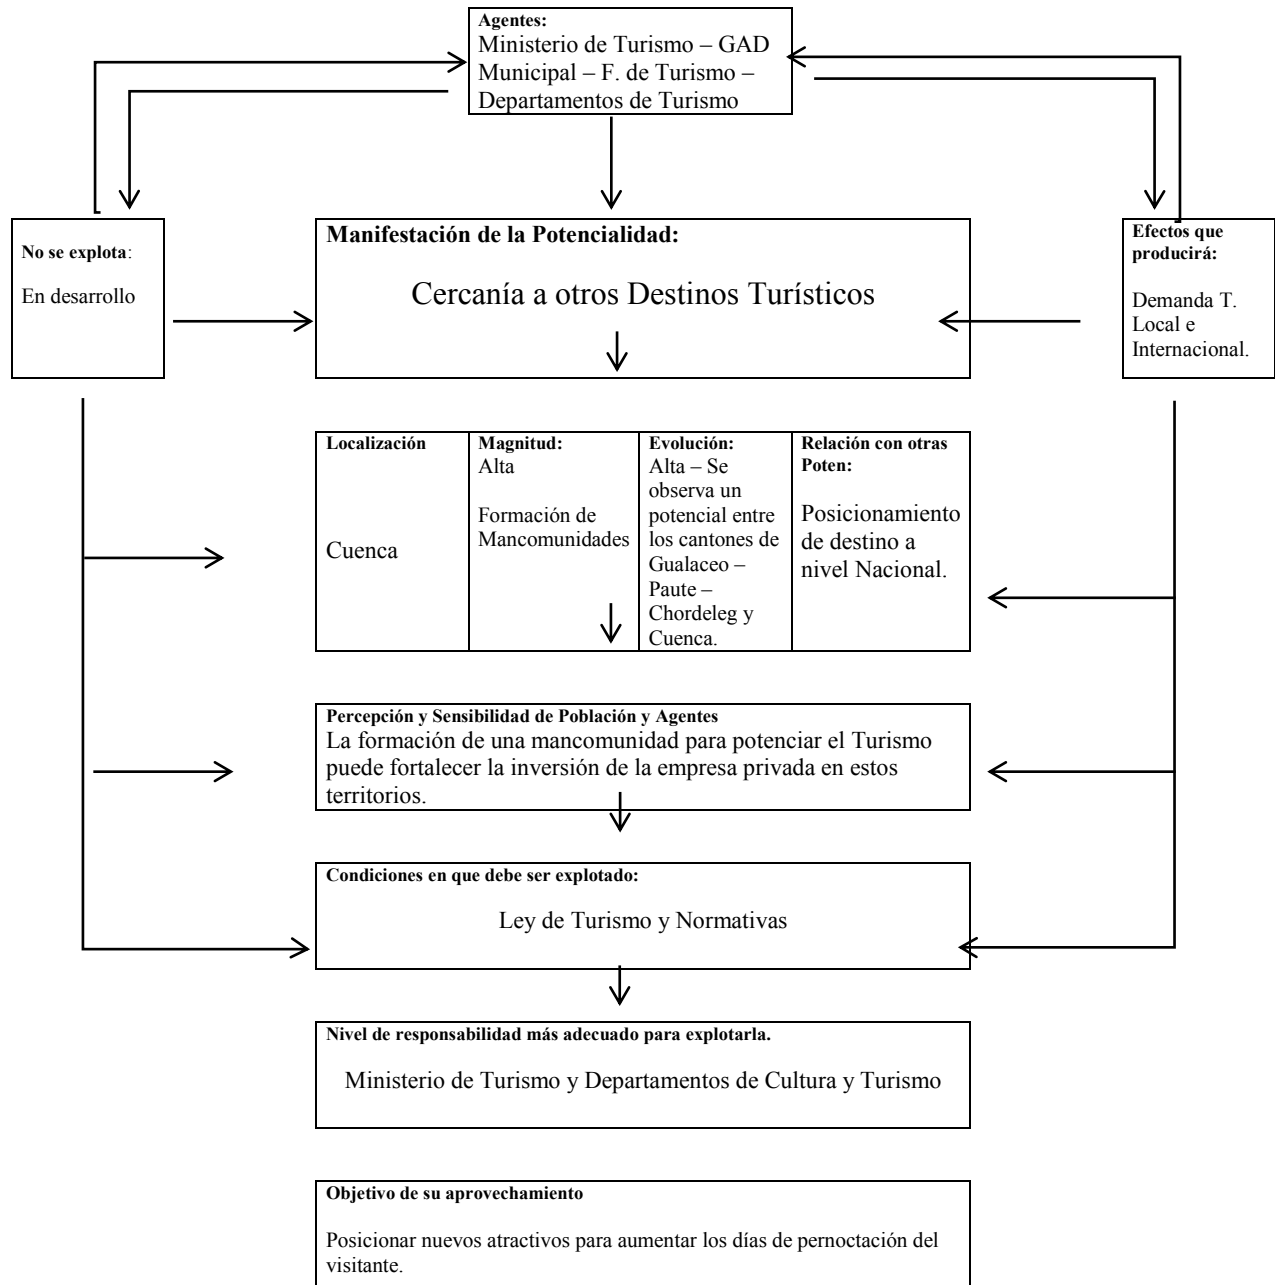 Agentes:
Ministerio de Turismo – GAD
Municipal – F. de Turismo –
Departamentos de Turismo
No se explota:
En desarrollo
Manifestación de la Potencialidad:
Cercanía a otros Destinos Turísticos
Efectos que
producirá:
Demanda T.
Local e
Internacional.
Localización
Cuenca
Magnitud:
Alta
Formación de
Mancomunidades
Evolución:
Alta – Se
observa un
potencial entre
los cantones de
Gualaceo –
Paute –
Chordeleg y
Cuenca.
Relación con otras
Poten:
Posicionamiento
de destino a
nivel Nacional.
Percepción y Sensibilidad de Población y Agentes
La formación de una mancomunidad para potenciar el Turismo
puede fortalecer la inversión de la empresa privada en estos
territorios.
Condiciones en que debe ser explotado:
Ley de Turismo y Normativas
Nivel de responsabilidad más adecuado para explotarla.
Ministerio de Turismo y Departamentos de Cultura y Turismo
Objetivo de su aprovechamiento
Posicionar nuevos atractivos para aumentar los días de pernoctación del
visitante.